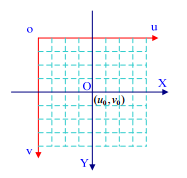 o u
O X
(u₀, v₀)
v
Y